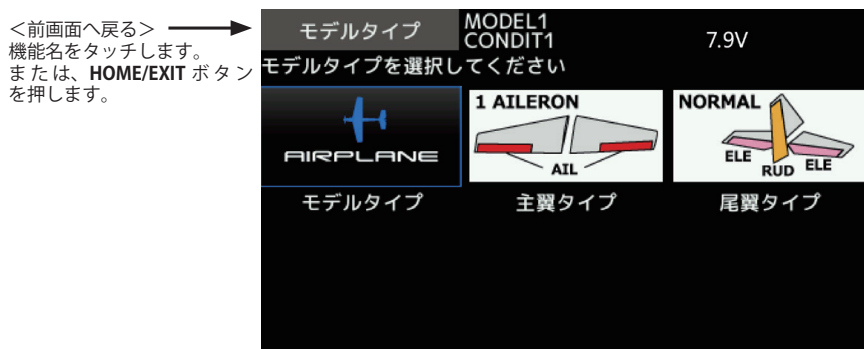 ＜前画面へ戻る＞
機能名をタッチします。
または、HOME/EXIT ボタン
を押します。
モデルタイプ
MODEL1
CONDIT1
7.9V
モデルタイプを選択してください
AIRPLANE
1 AILERON
AIL
NORMAL
ELE
RUD
ELE
モデルタイプ
主翼タイプ
尾翼タイプ